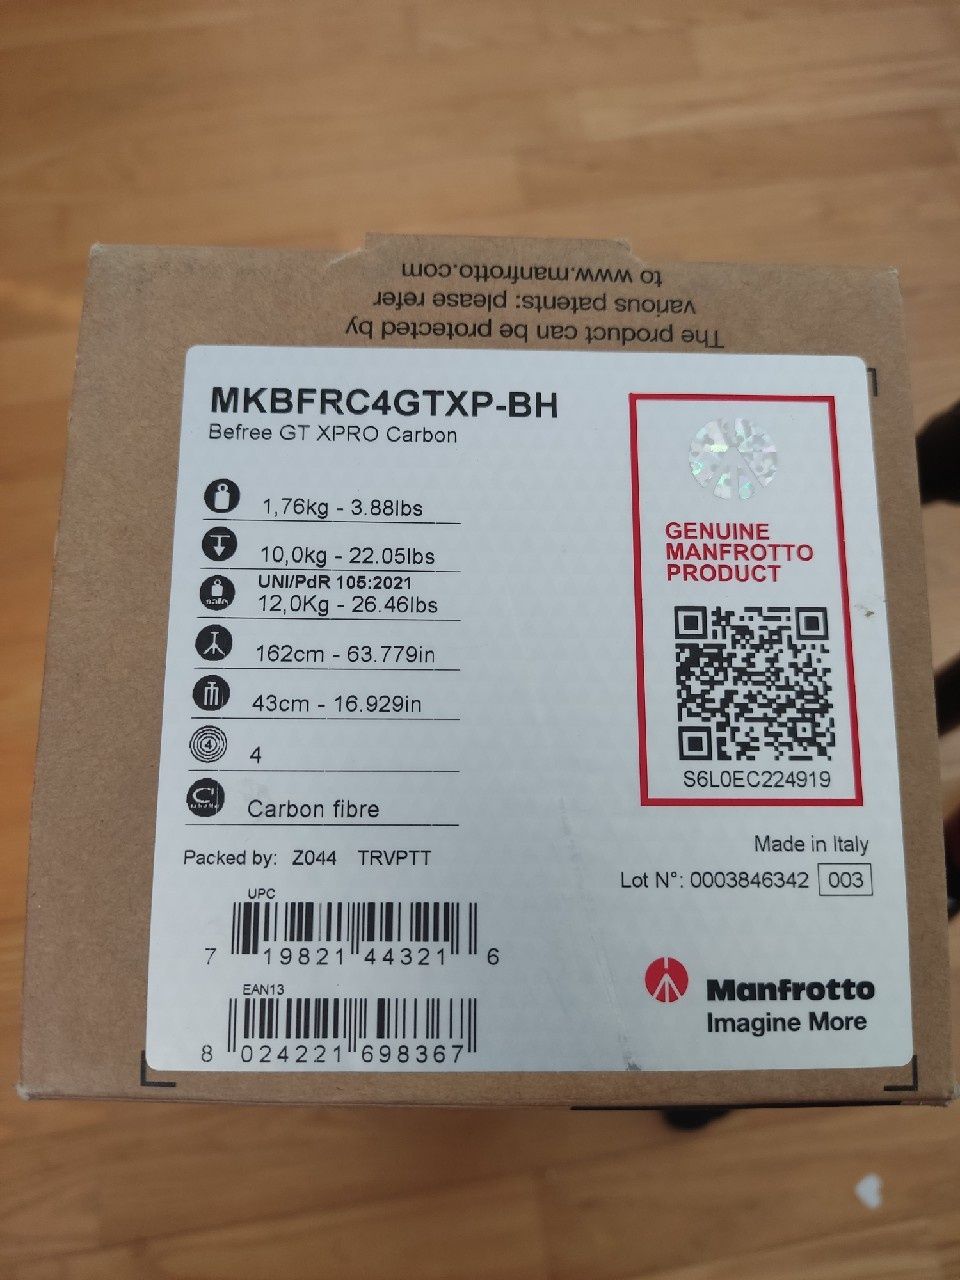 The product can be protected by
various patents: please refer
to www.manfrotto.com
MKBFRC4GTXP-BH
Befree GT XPRO Carbon
1,76kg - 3.88lbs
10,0kg - 22.05lbs
UNI/PdR 105:2021
12,0Kg - 26.46lbs
162cm - 63.779in
43cm - 16.929in
4
4
Carbon fibre
Packed by: Z044 TRVPTT
UPC
7 19821 44321 6
EAN13
8 024221 698367
GENUINE
MANFROTTO
PRODUCT
S6L0EC224919
Made in Italy
Lot N°: 0003846342 003
Manfrotto
Imagine More